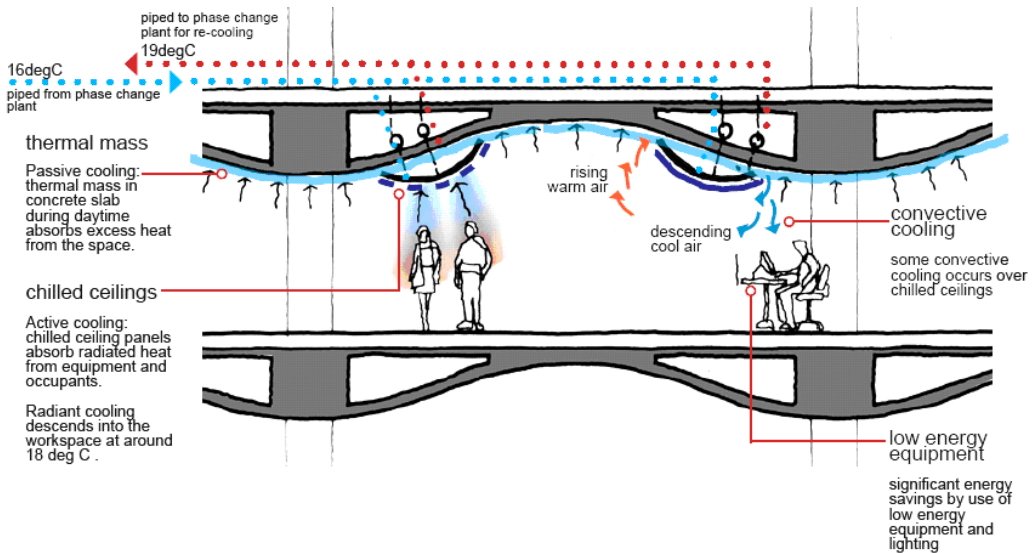 piped to phase change
plant for re-cooling
19degC
16degC
piped from phase change
plant
thermal mass
Passive cooling:
thermal mass in
concrete slab
during daytime
absorbs excess heat
from the space.
chilled ceilings
Active cooling:
chilled ceiling panels
absorb radiated heat
from equipment and
occupants.
Radiant cooling
descends into the
workspace at around
18 deg C .
rising
warm air
descending
cool air
convective
cooling
some convective
cooling occurs over
chilled ceilings
low energy
equipment
significant energy
savings by use of
low energy
equipment and
lighting